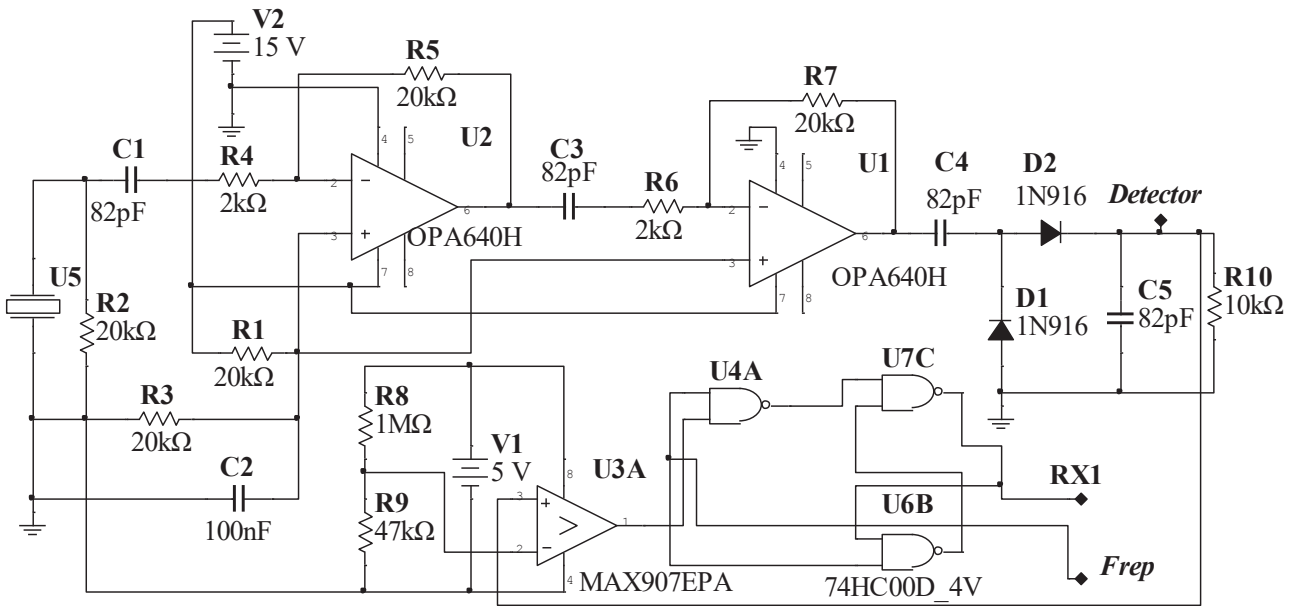 V2
15 V
R5
20kΩ
R7
20kΩ
4
5
U2
C1
82pF
R4
2kΩ
2
3
6
7
8
OPA640H
C3
82pF
R6
2kΩ
4
5
U1
2
3
6
7
8
OPA640H
C4
82pF
D2
1N916
Detector
U5
R2
20kΩ
R1
20kΩ
D1
1N916
C5
82pF
R10
10kΩ
R3
20kΩ
C2
100nF
R8
1MΩ
R9
47kΩ
V1
5 V
U3A
8
3
2
1
4
MAX907EPA
U4A
U7C
U6B
74HC00D_4V
RX1
Frep